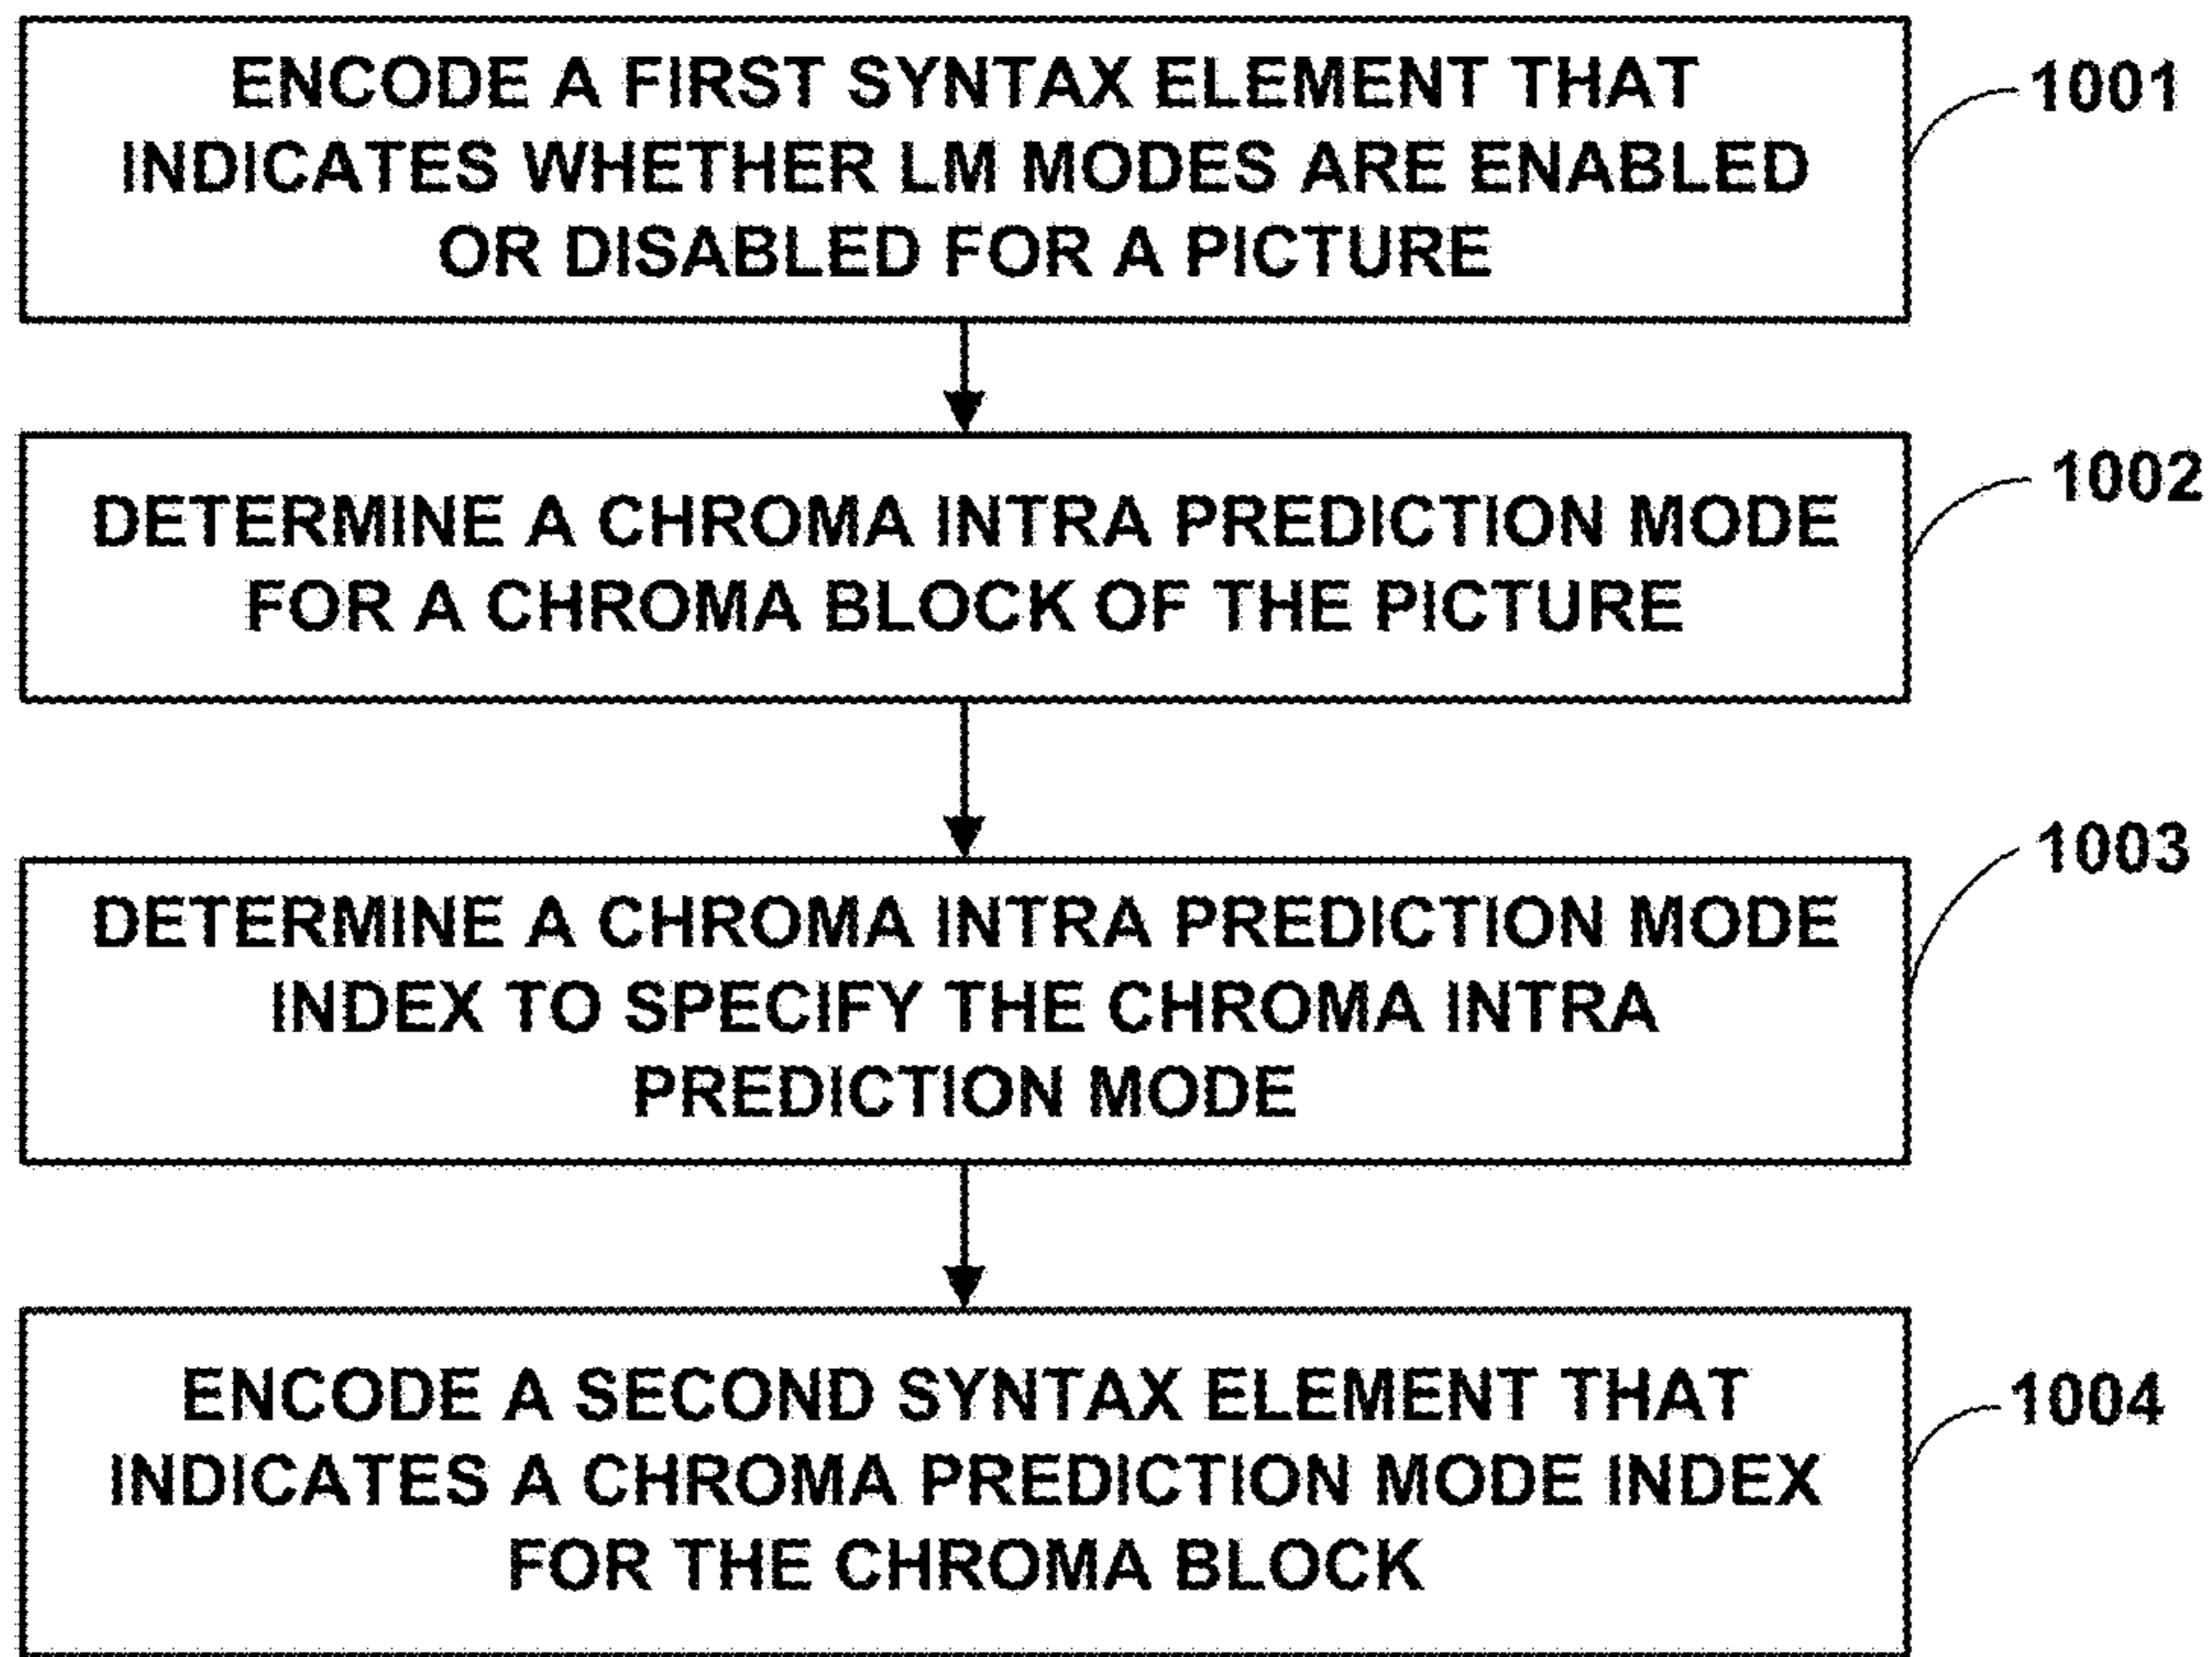 ENCODE A FIRST SYNTAX ELEMENT THAT
INDICATES WHETHER LM MODES ARE ENABLED
OR DISABLED FOR A PICTURE
1001
DETERMINE A CHROMA INTRA PREDICTION MODE
FOR A CHROMA BLOCK OF THE PICTURE
1002
DETERMINE A CHROMA INTRA PREDICTION MODE
INDEX TO SPECIFY THE CHROMA INTRA
PREDICTION MODE
1003
ENCODE A SECOND SYNTAX ELEMENT THAT
INDICATES A CHROMA PREDICTION MODE INDEX
FOR THE CHROMA BLOCK
1004